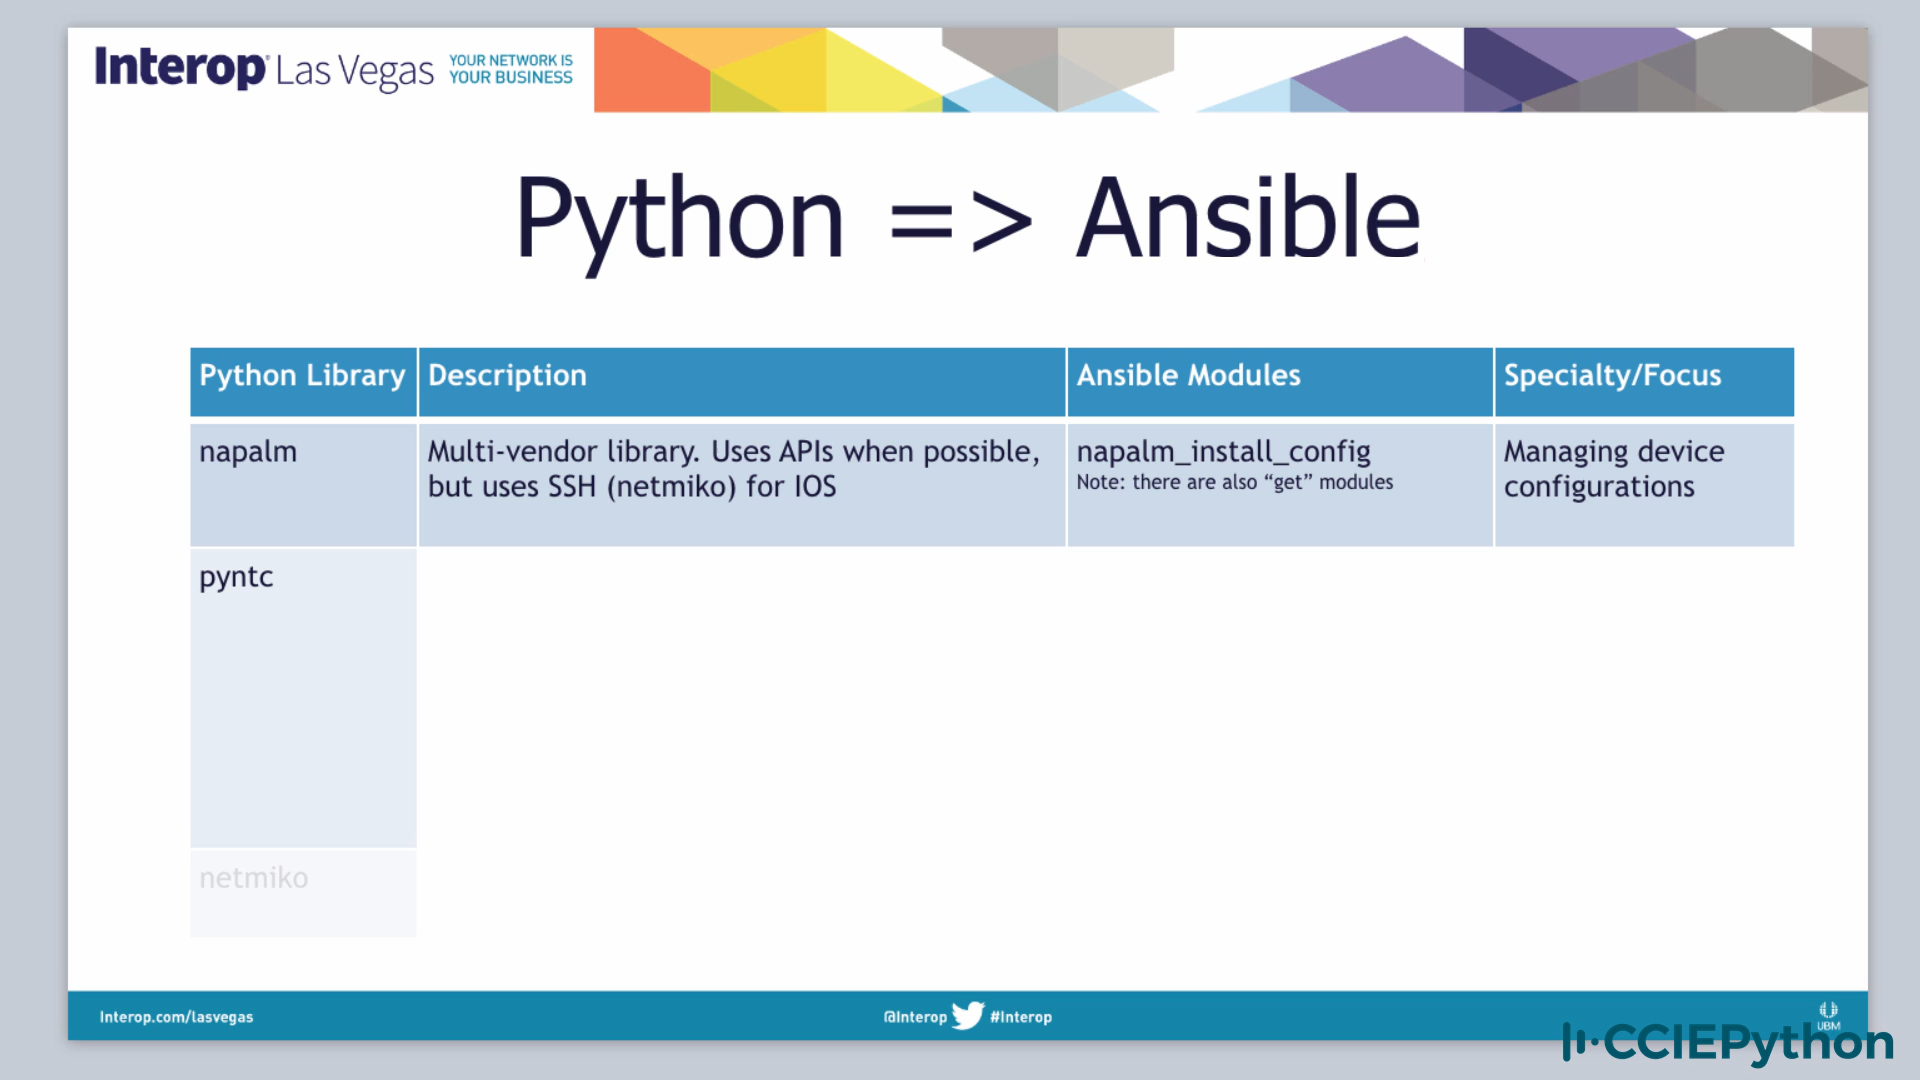 Interop Las Vegas
YOUR NETWORK IS
YOUR BUSINESS
Python => Ansible
Python Library
Description
Ansible Modules
Specialty/Focus
napalm
Multi-vendor library. Uses APIs when possible,
but uses SSH (netmiko) for IOS
napalm_install_config
Note: there are also “get” modules
Managing device
configurations
pyntc
netmiko
Interop.com/lasvegas
@Interop
#Interop
UBM
CCIEPython